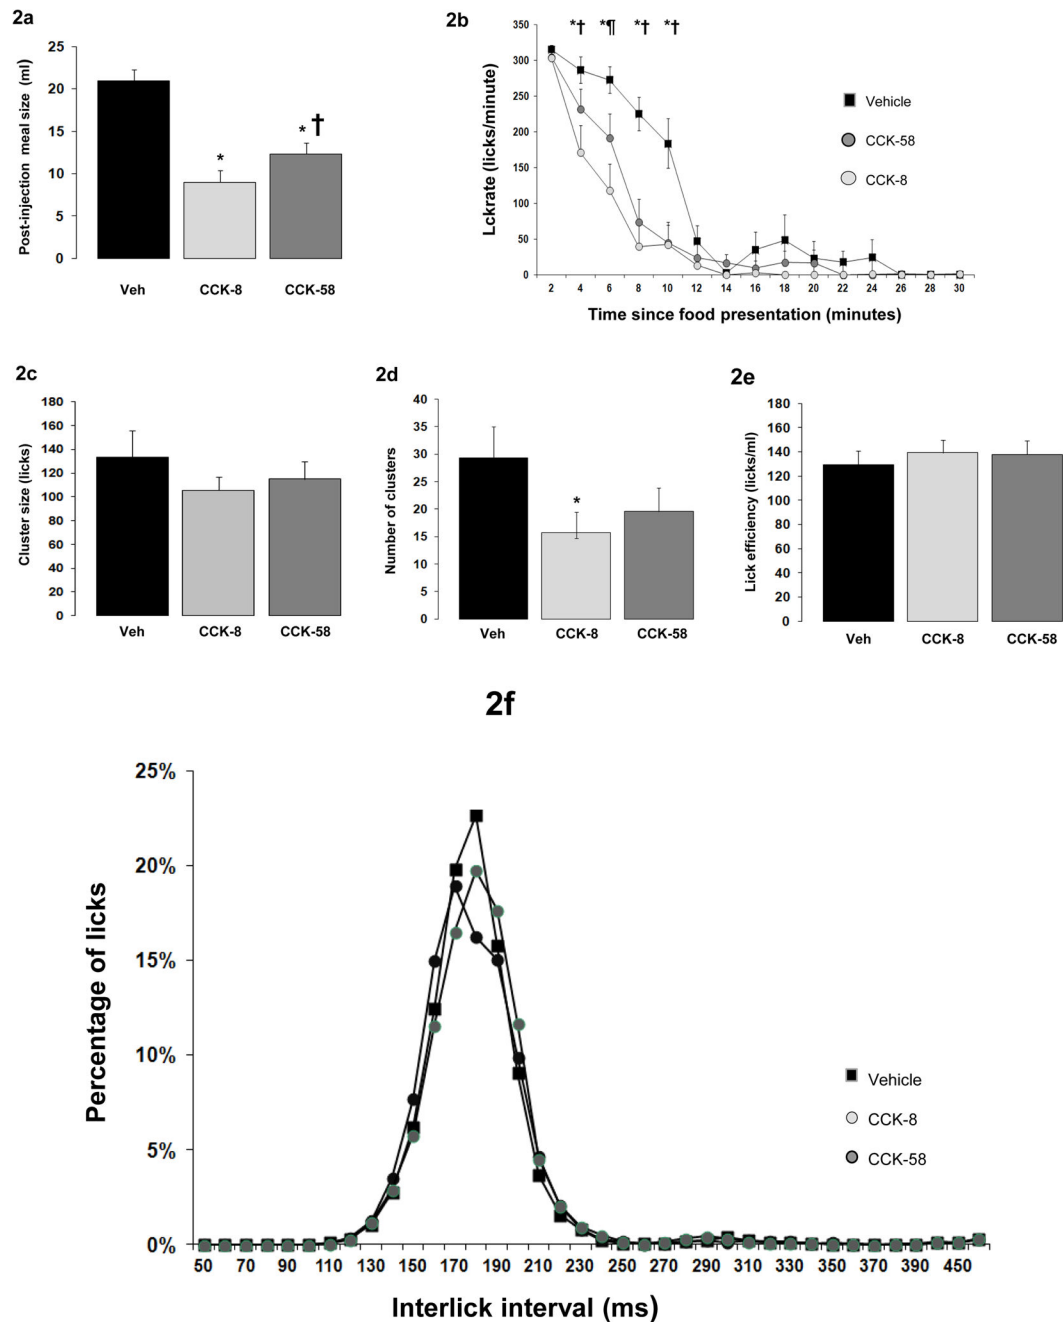 2a
Post-injection meal size (ml)
25
20
15
10
5
0
*
* †
Veh CCK-8 CCK-58
2b
Lckrate (licks/minute)
350
300
250
200
150
100
50
0
*† *¶ *† *†
Vehicle
CCK-58
CCK-8
2 4 6 8 10 12 14 16 18 20 22 24 26 28 30
Time since food presentation (minutes)
2c
Cluster size (licks)
180
160
140
120
100
80
60
40
20
0
Veh CCK-8 CCK-58
2d
Number of clusters
40
35
30
25
20
15
10
5
0
*
Veh CCK-8 CCK-58
2e
Lick efficiency (licks/ml)
180
160
140
120
100
80
60
40
20
0
Veh CCK-8 CCK-58
2f
Percentage of licks
25%
20%
15%
10%
5%
0%
Vehicle
CCK-8
CCK-58
50 70 90 110 130 150 170 190 210 230 250 270 290 310 330 350 370 390 450
Interlick interval (ms)